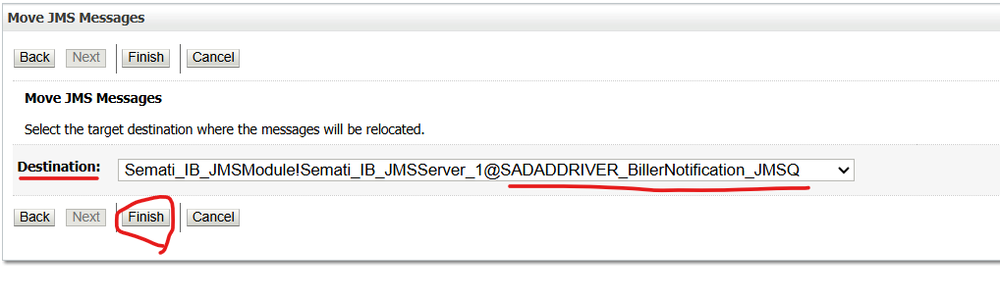 Move JMS Messages
Back Next Finish Cancel
Move JMS Messages
Select the target destination where the messages will be relocated.
Destination: Semati_IB_JMSModule!Semati_IB_JMSServer_1@SADADDRIVER_BillerNotification_JMSQ
Back Next Finish Cancel